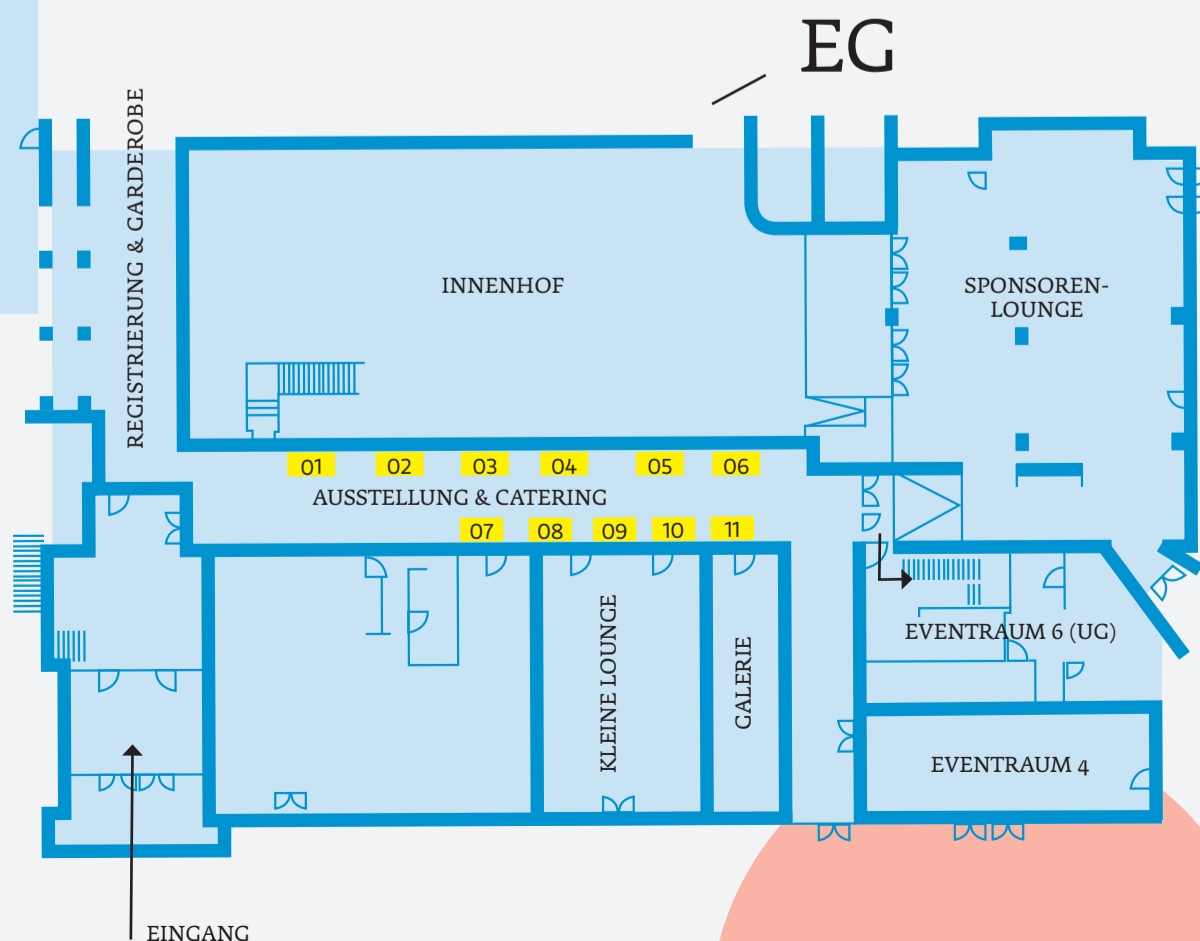 EG
REGISTRIERUNG & GARDEROBE
INNENHOF
SPONSOREN-
LOUNGE
01 02 03 04 05 06
AUSSTELLUNG & CATERING
07 08 09 10 11
KLEINE LOUNGE
GALERIE
EVENTRAUM 6 (UG)
EVENTRAUM 4
EINGANG